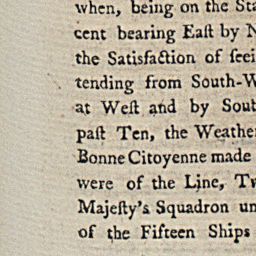 when, being on the Sta
cent bearing Eaſt by N
the Satisfaction of ſeei
tending from South-W
at Weſt and by Sout
paſt Ten, the Weathe
Bonne Citoyenne made
were of the Line, Tw
Majeſty's Squadron un
of the Fifteen Ships